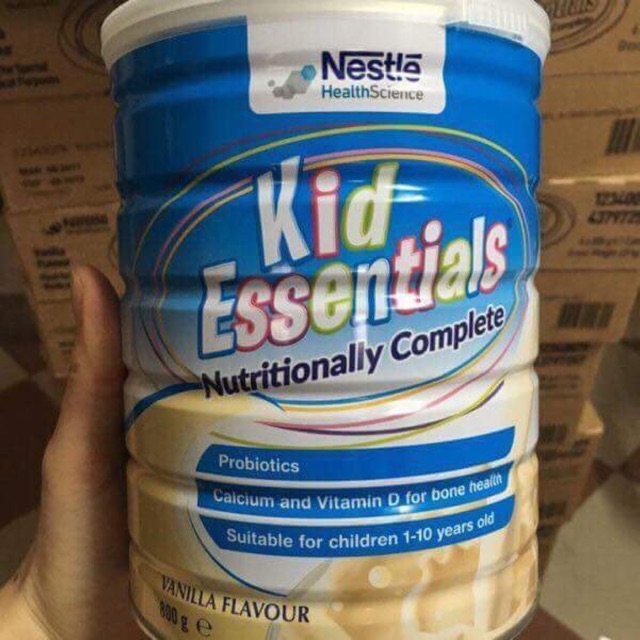 Nestlé
HealthScience
Kid
Essentials
Nutritionally Complete
Probiotics
Calcium and Vitamin D for bone health
Suitable for children 1-10 years old
VANILLA FLAVOUR
800 g e